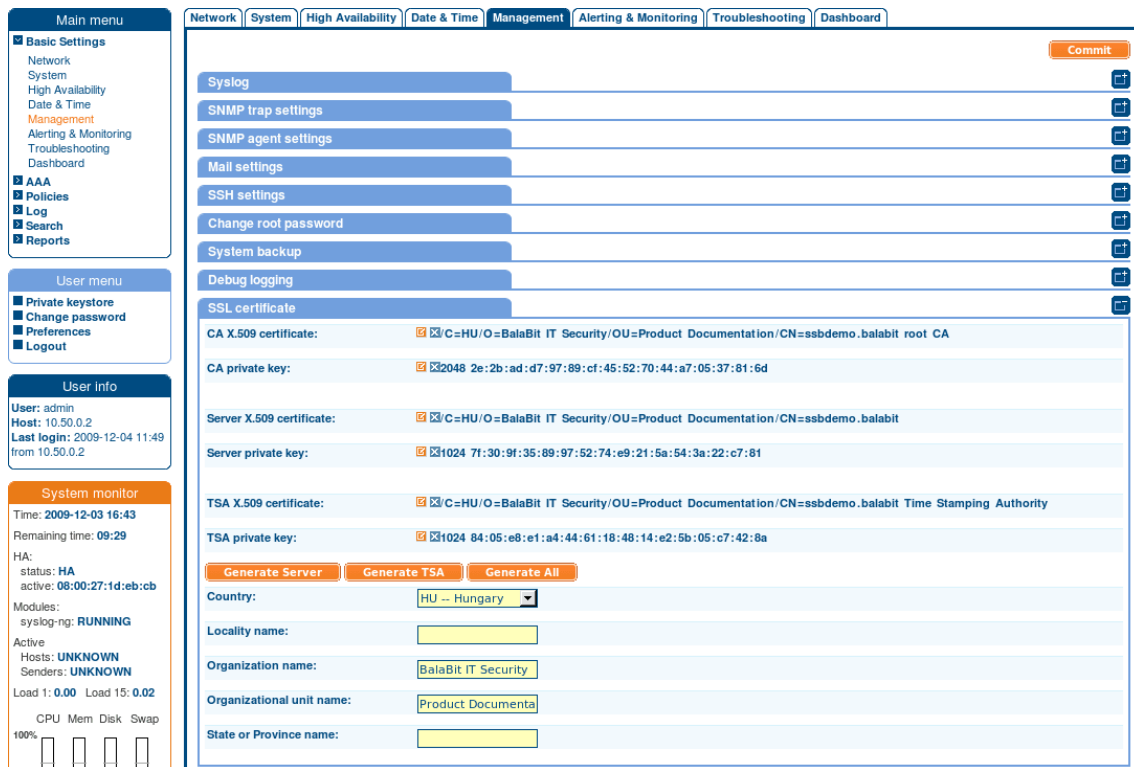 Main menu
Basic Settings
Network
System
High Availability
Date & Time
Management
Alerting & Monitoring
Troubleshooting
Dashboard
AAA
Policies
Log
Search
Reports
User menu
Private keystore
Change password
Preferences
Logout
User info
User: admin
Host: 10.50.0.2
Last login: 2009-12-04 11:49
from 10.50.0.2
System monitor
Time: 2009-12-03 16:43
Remaining time: 09:29
HA:
status: HA
active: 08:00:27:1d:eb:cb
Modules:
syslog-ng: RUNNING
Active
Hosts: UNKNOWN
Senders: UNKNOWN
Load 1: 0.00 Load 15: 0.02
CPU Mem Disk Swap
100%
Network System High Availability Date & Time Management Alerting & Monitoring Troubleshooting Dashboard
Commit
Syslog
SNMP trap settings
SNMP agent settings
Mail settings
SSH settings
Change root password
System backup
Debug logging
SSL certificate
CA X.509 certificate: /C=HU/O=BalaBit IT Security/OU=Product Documentation/CN=ssbdemo.balabit root CA
CA private key: 2048 2e:2b:ad:d7:97:89:cf:45:52:70:44:a7:05:37:81:6d
Server X.509 certificate: /C=HU/O=BalaBit IT Security/OU=Product Documentation/CN=ssbdemo.balabit
Server private key: 1024 7f:30:9f:35:89:97:52:74:e9:21:5a:54:3a:22:c7:81
TSA X.509 certificate: /C=HU/O=BalaBit IT Security/OU=Product Documentation/CN=ssbdemo.balabit Time Stamping Authority
TSA private key: 1024 84:05:e8:e1:a4:44:61:18:48:14:e2:5b:05:c7:42:8a
Generate Server Generate TSA Generate All
Country: HU -- Hungary
Locality name:
Organization name: BalaBit IT Security
Organizational unit name: Product Documenta
State or Province name: